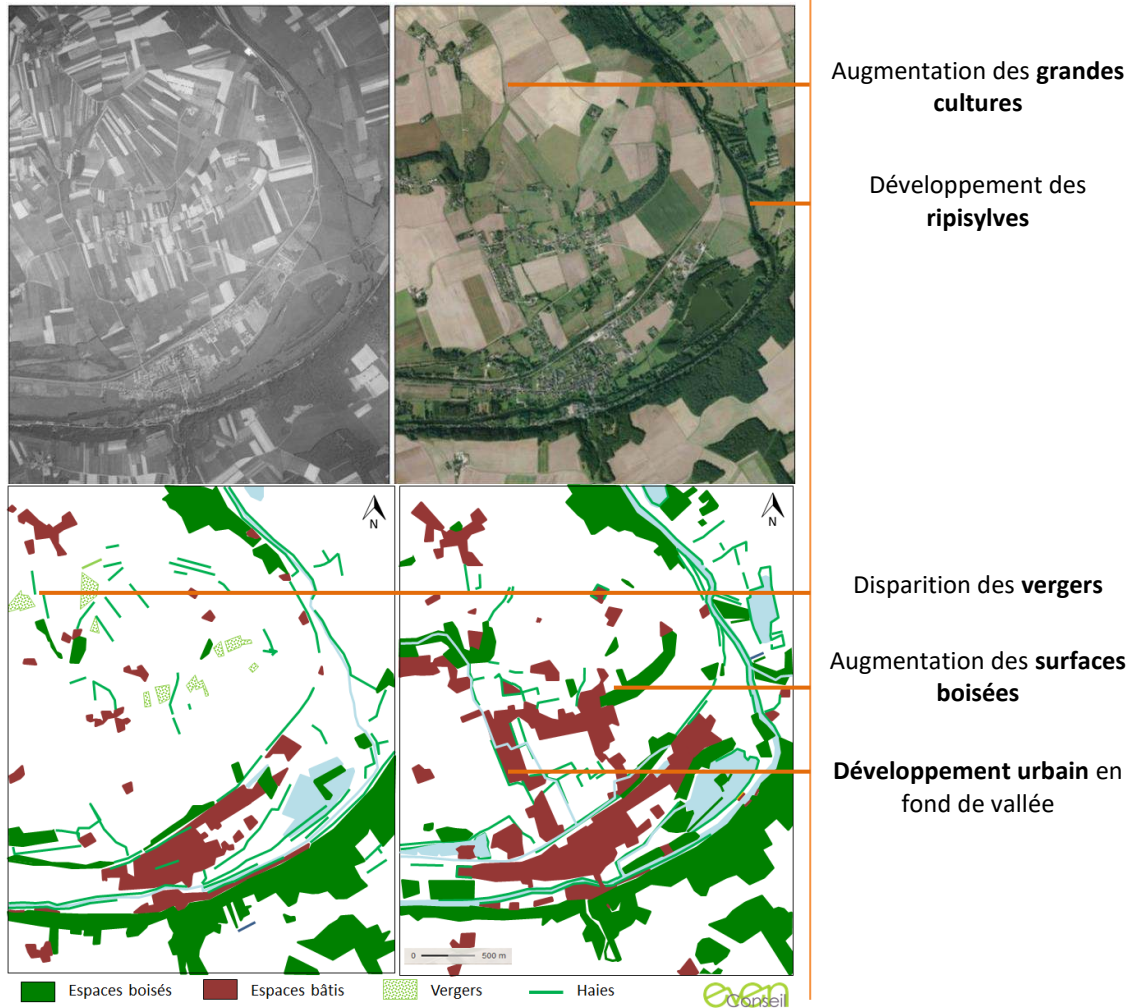 Augmentation des grandes
cultures
Développement des
ripisylves
N
N
Disparition des vergers
Augmentation des surfaces
boisées
Développement urbain en
fond de vallée
0 500 m
Espaces boisés Espaces bâtis Vergers Haies
even
Conseil